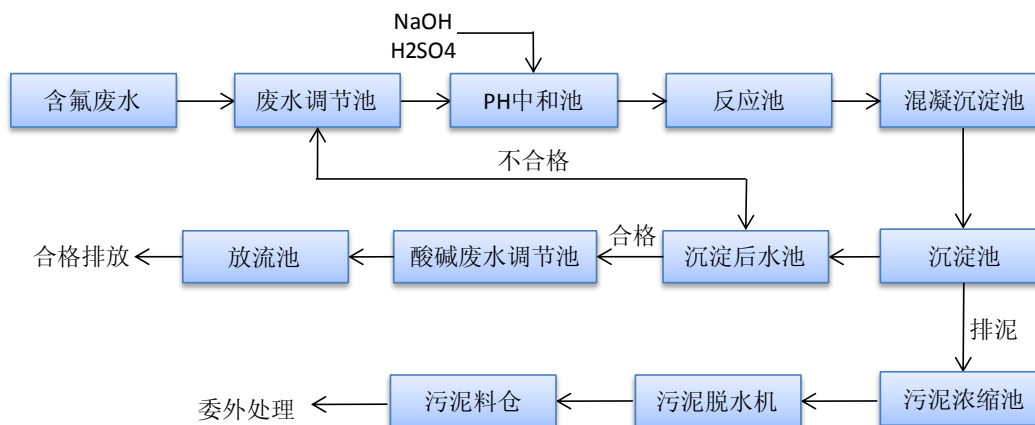 NaOH
H2SO4
含氟废水
废水调节池
PH中和池
反应池
混凝沉淀池
不合格
合格排放
放流池
酸碱废水调节池
合格
沉淀后水池
沉淀池
排泥
委外处理
污泥料仓
污泥脱水机
污泥浓缩池